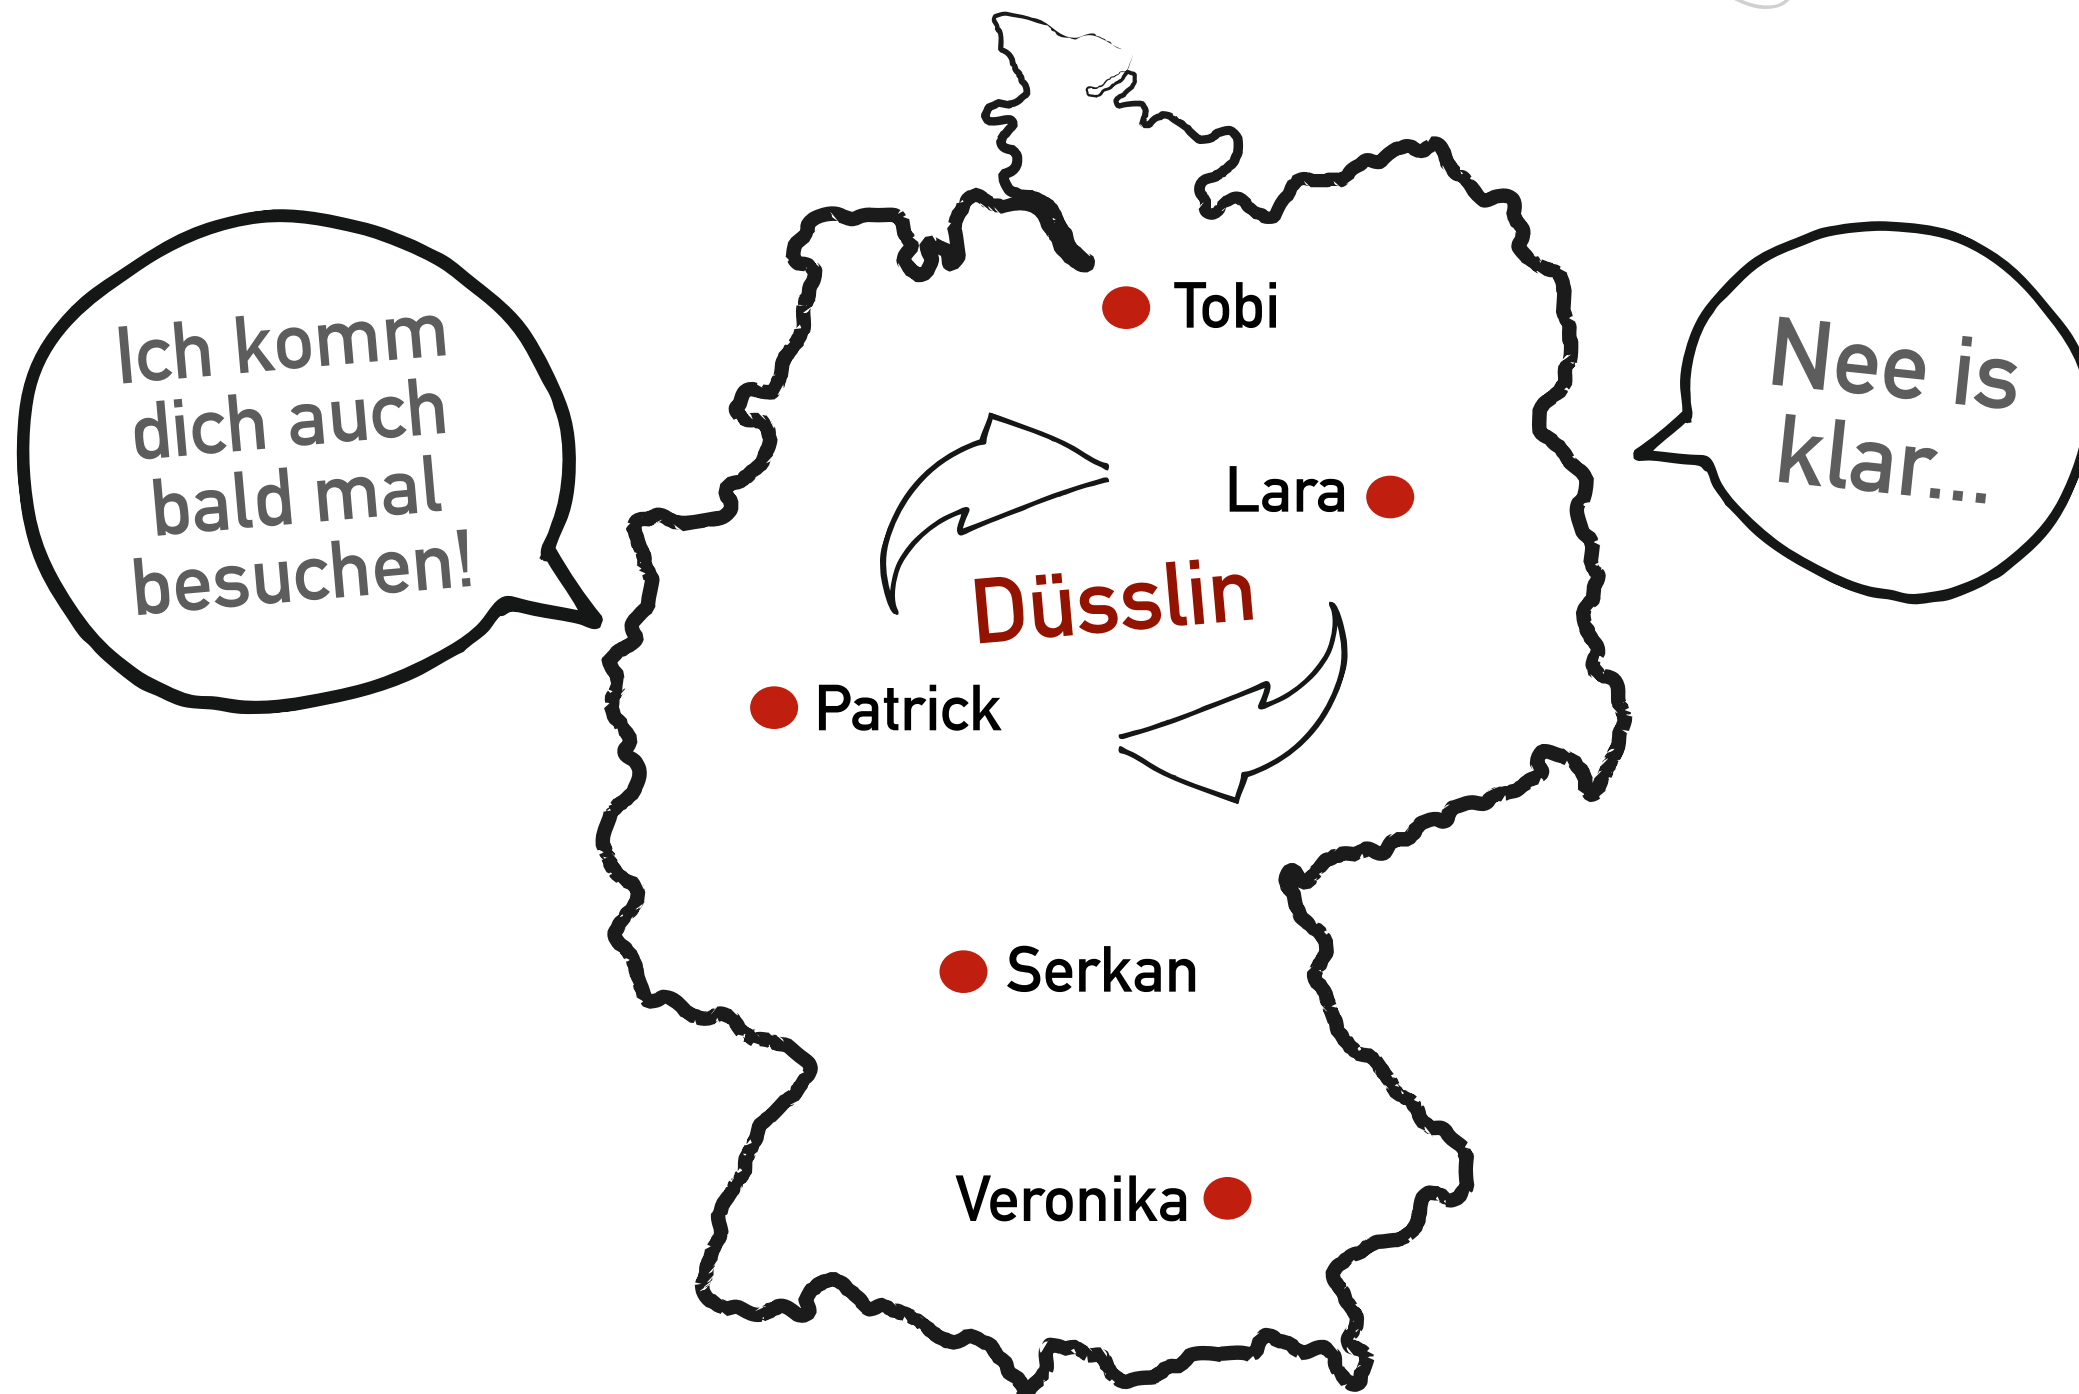 Ich komm
dich auch
bald mal
besuchen!
Nee is
klar...
Tobi
Lara
Düsslin
Patrick
Serkan
Veronika